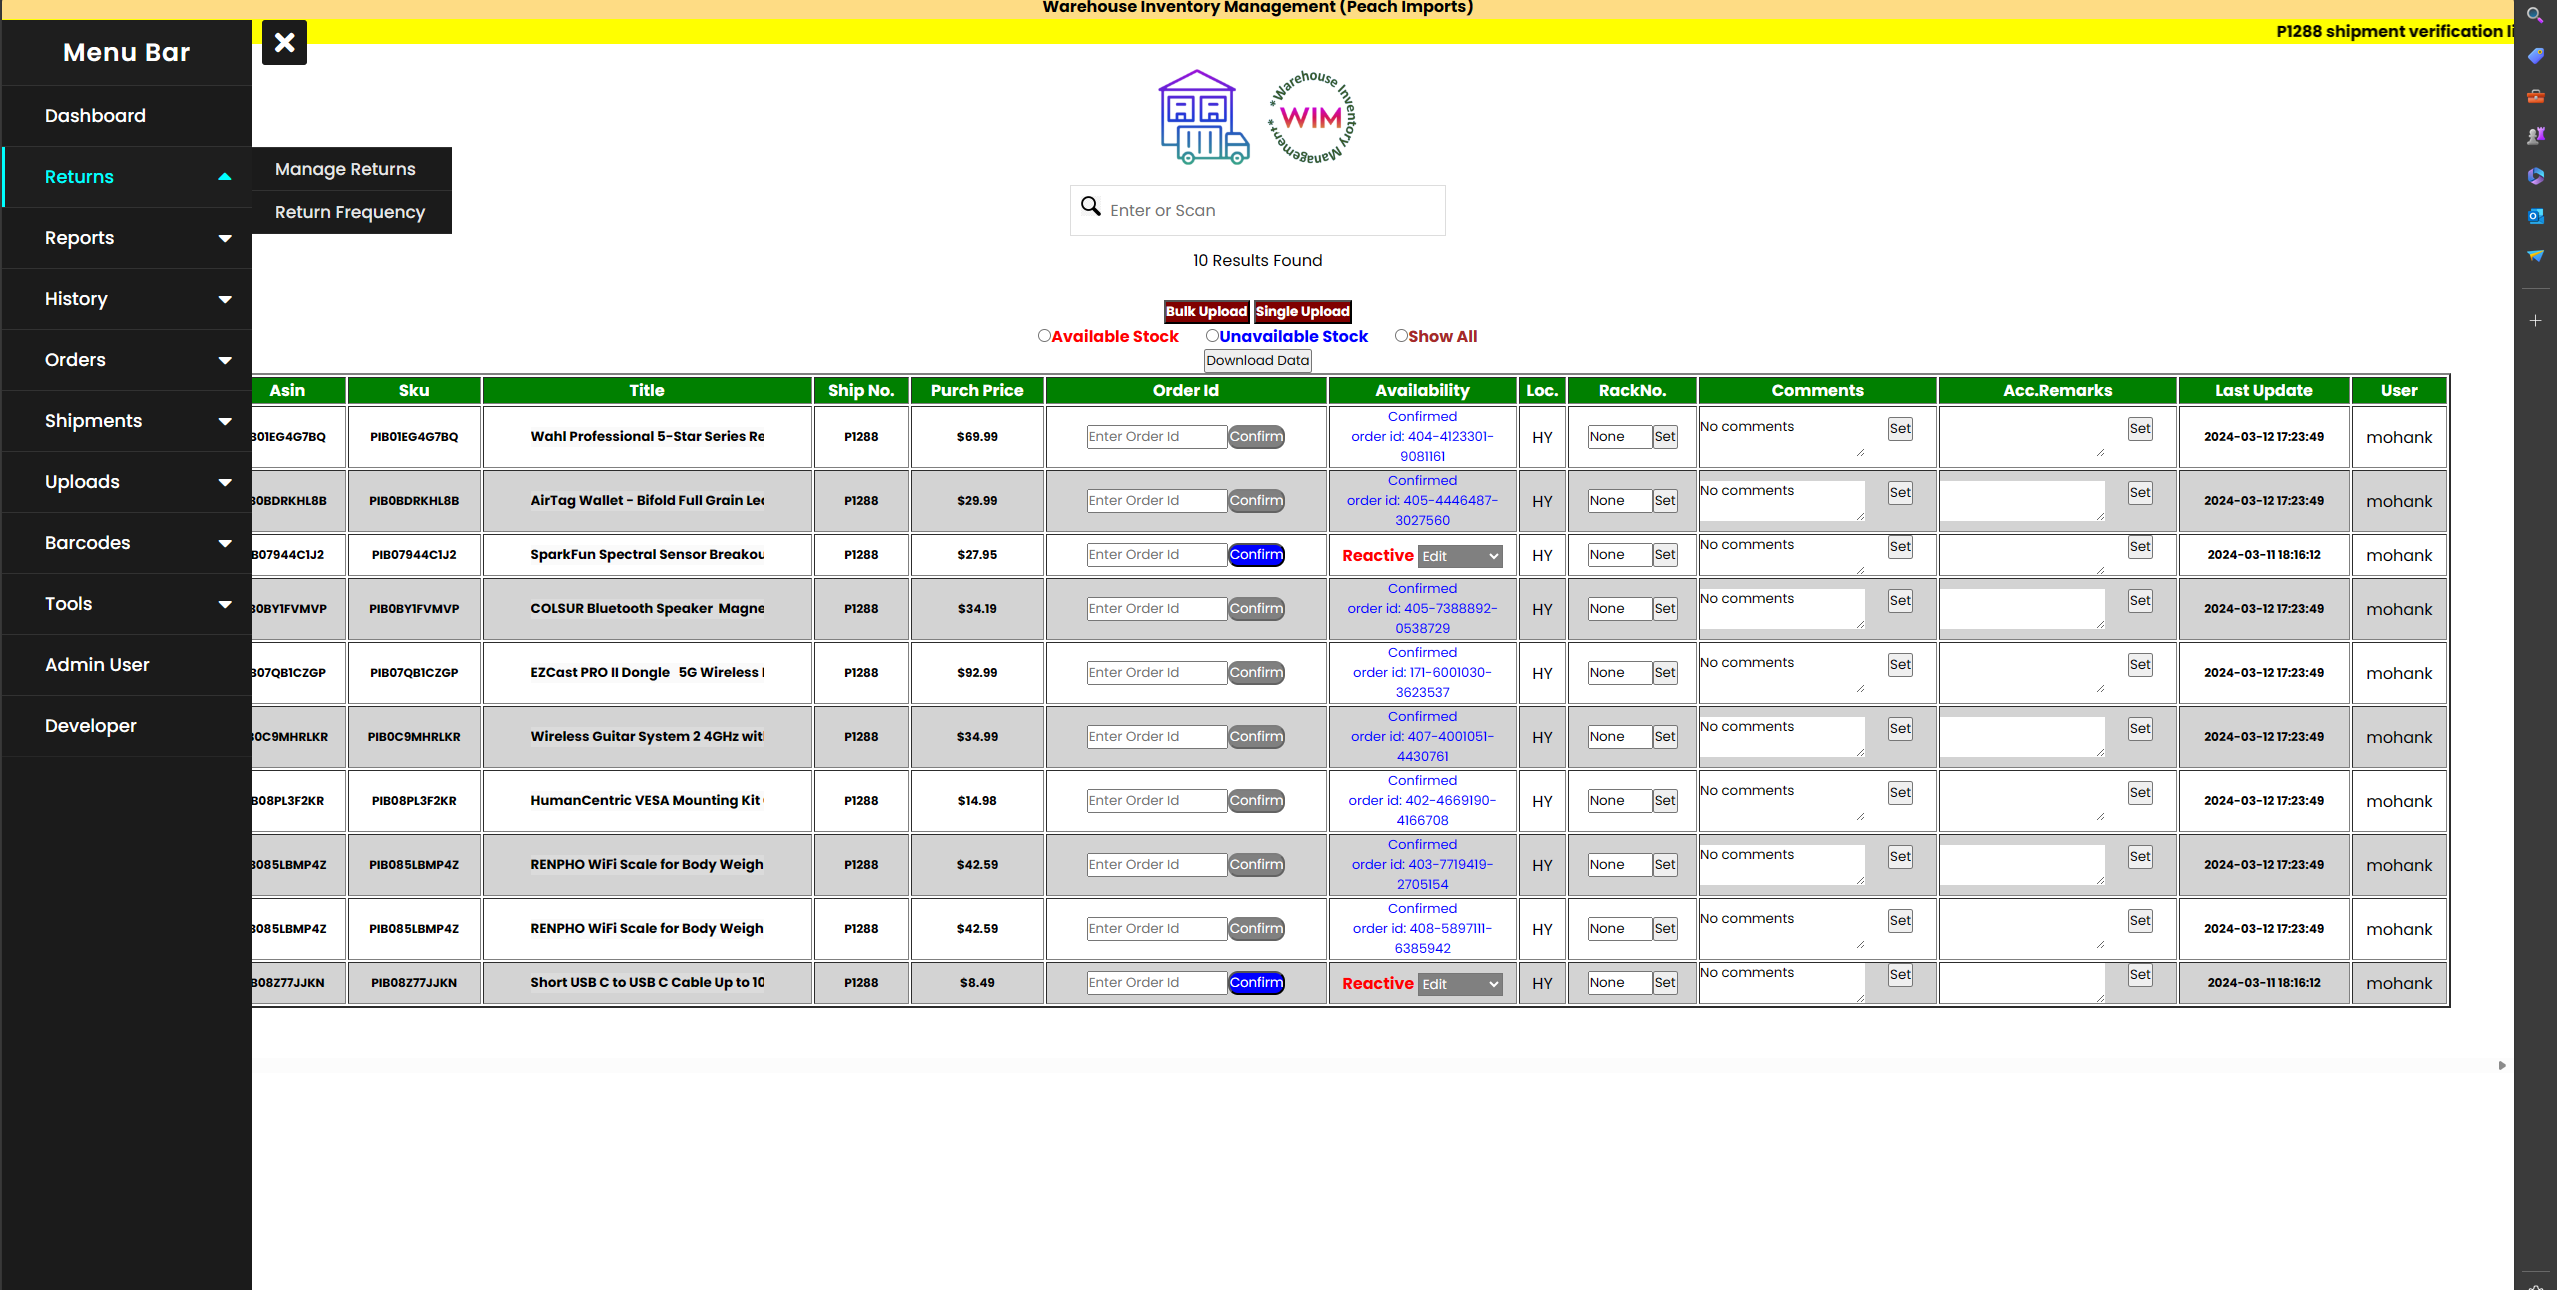 Warehouse Inventory Management (Peach Imports)
P1288 shipment verification li
Menu Bar
Dashboard
Returns
Manage Returns
Return Frequency
Reports
History
Orders
Shipments
Uploads
Barcodes
Tools
Admin User
Developer
*Warehouse Inventory Management*
WIM
Enter or Scan
10 Results Found
Bulk Upload Single Upload
Available Stock Unavailable Stock Show All
Download Data
Asin Sku Title Ship No. Purch Price Order Id Availability Loc. RackNo. Comments Acc.Remarks Last Update User
B01EG4G7BQ PIB01EG4G7BQ Wahl Professional 5-Star Series Re P1288 $69.99 Enter Order Id Confirm Confirmed order id: 404-4123301-9081161 HY None Set No comments Set Set 2024-03-12 17:23:49 mohank
B0BDRKHL8B PIB0BDRKHL8B AirTag Wallet - Bifold Full Grain Lea P1288 $29.99 Enter Order Id Confirm Confirmed order id: 405-4446487-3027560 HY None Set No comments Set Set 2024-03-12 17:23:49 mohank
B07944C1J2 PIB07944C1J2 SparkFun Spectral Sensor Breakou P1288 $27.95 Enter Order Id Confirm Reactive Edit HY None Set No comments Set Set 2024-03-11 18:16:12 mohank
B0BY1FVMVP PIB0BY1FVMVP COLSUR Bluetooth Speaker Magne P1288 $34.19 Enter Order Id Confirm Confirmed order id: 405-7388892-0538729 HY None Set No comments Set Set 2024-03-12 17:23:49 mohank
B07QB1CZGP PIB07QB1CZGP EZCast PRO II Dongle 5G Wireless P1288 $92.99 Enter Order Id Confirm Confirmed order id: 171-6001030-3623537 HY None Set No comments Set Set 2024-03-12 17:23:49 mohank
B0C9MHRLKR PIB0C9MHRLKR Wireless Guitar System 2 4GHz wit P1288 $34.99 Enter Order Id Confirm Confirmed order id: 407-4001051-4430761 HY None Set No comments Set Set 2024-03-12 17:23:49 mohank
B08PL3F2KR PIB08PL3F2KR HumanCentric VESA Mounting Kit P1288 $14.98 Enter Order Id Confirm Confirmed order id: 402-4669190-4166708 HY None Set No comments Set Set 2024-03-12 17:23:49 mohank
B085LBMP4Z PIB085LBMP4Z RENPHO WiFi Scale for Body Weigh P1288 $42.59 Enter Order Id Confirm Confirmed order id: 403-7719419-2705154 HY None Set No comments Set Set 2024-03-12 17:23:49 mohank
B085LBMP4Z PIB085LBMP4Z RENPHO WiFi Scale for Body Weigh P1288 $42.59 Enter Order Id Confirm Confirmed order id: 408-5897111-6385942 HY None Set No comments Set Set 2024-03-12 17:23:49 mohank
B08Z77JJKN PIB08Z77JJKN Short USB C to USB C Cable Up to 10 P1288 $8.49 Enter Order Id Confirm Reactive Edit HY None Set No comments Set Set 2024-03-11 18:16:12 mohank